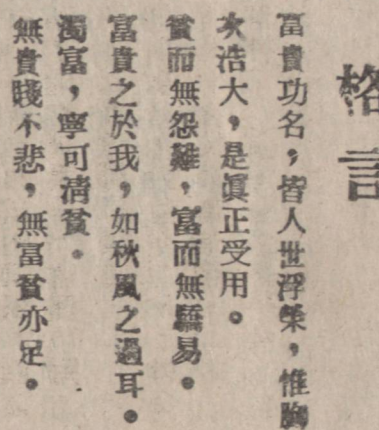 格言
富貴功名，皆人世浮榮，惟胸
次浩大，是眞正受用。
貧而無怨難，富而無驕易。
富貴之於我，如秋風之過耳。
濁富，寧可清貧。
無貴賤不悲，無富貧亦足。